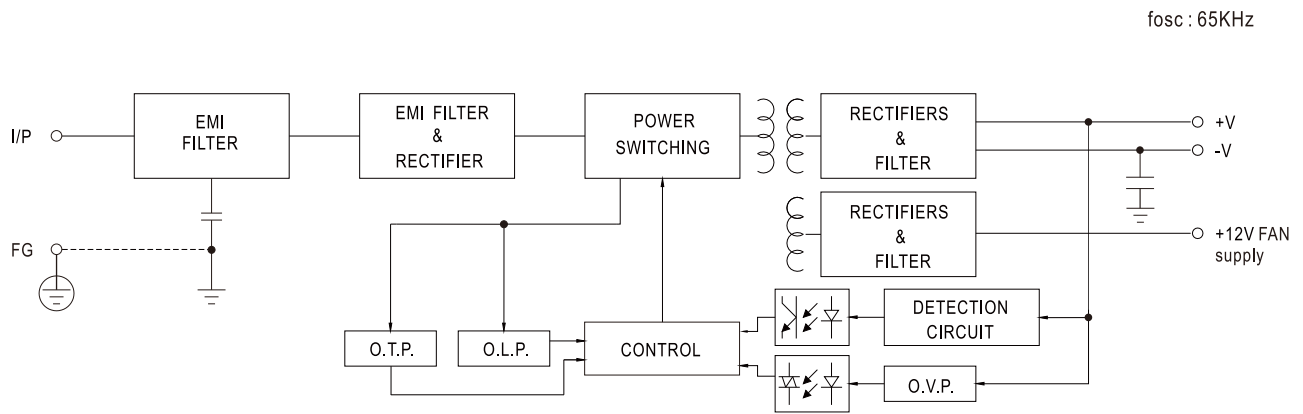 fosc : 65KHz
I/P
EMI
FILTER
EMI FILTER
&
RECTIFIER
POWER
SWITCHING
RECTIFIERS
&
FILTER
+V
-V
RECTIFIERS
&
FILTER
+12V FAN
supply
FG
O.T.P.
O.L.P.
CONTROL
DETECTION
CIRCUIT
O.V.P.